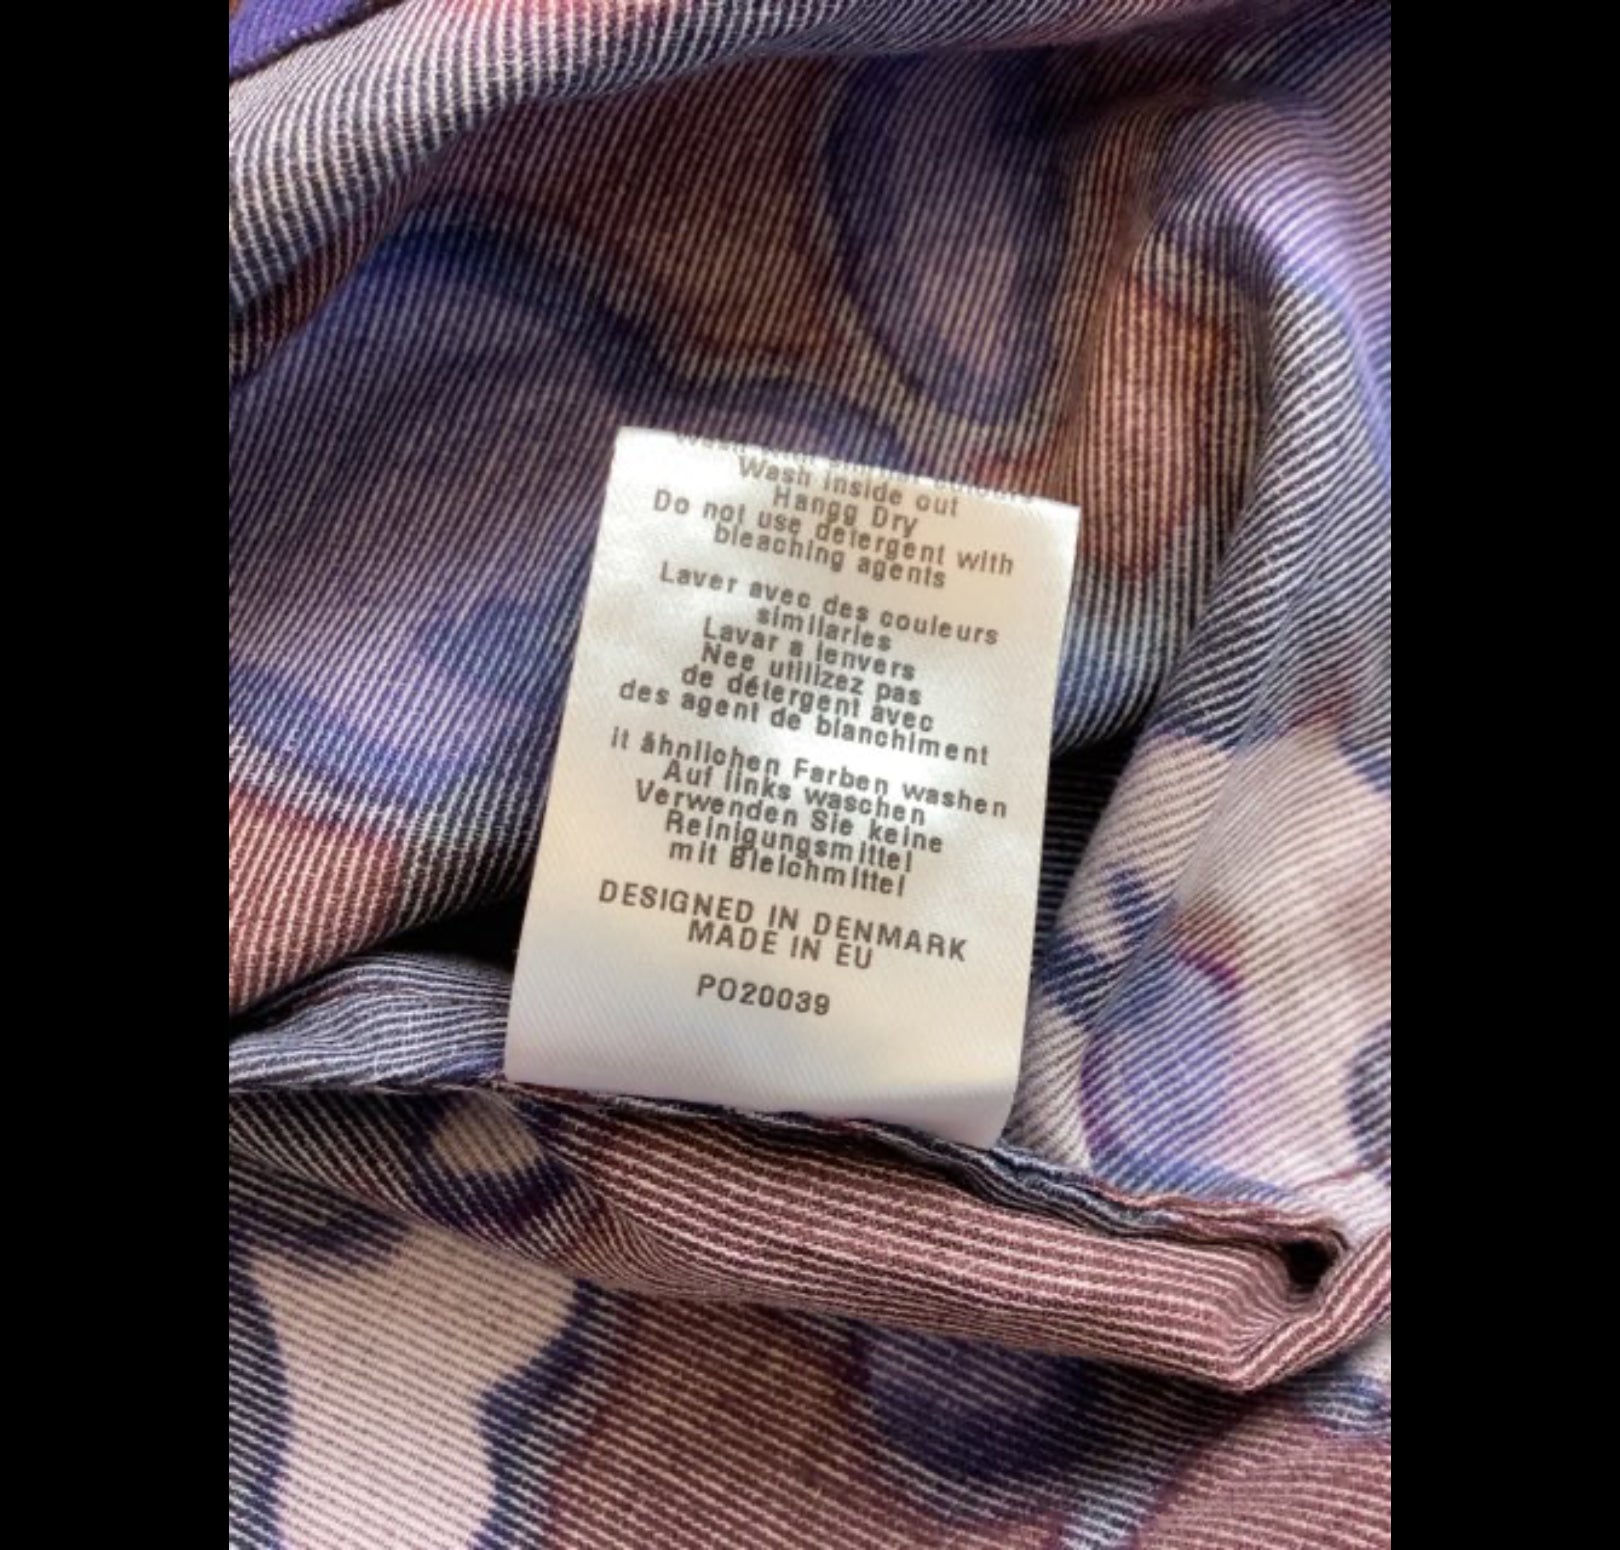 Wash inside out
Hangg Dry
Do not use detergent with
bleaching agents
Laver avec des couleurs
similaries
Lavar a ienvers
Nee utilizez pas
de détergent avec
des agent de blanchiment
it ähnlichen Farben washen
Auf links waschen
Verwenden Sie keine
Reinigungsmittel
mit Bleichmittel
DESIGNED IN DENMARK
MADE IN EU
PO20039